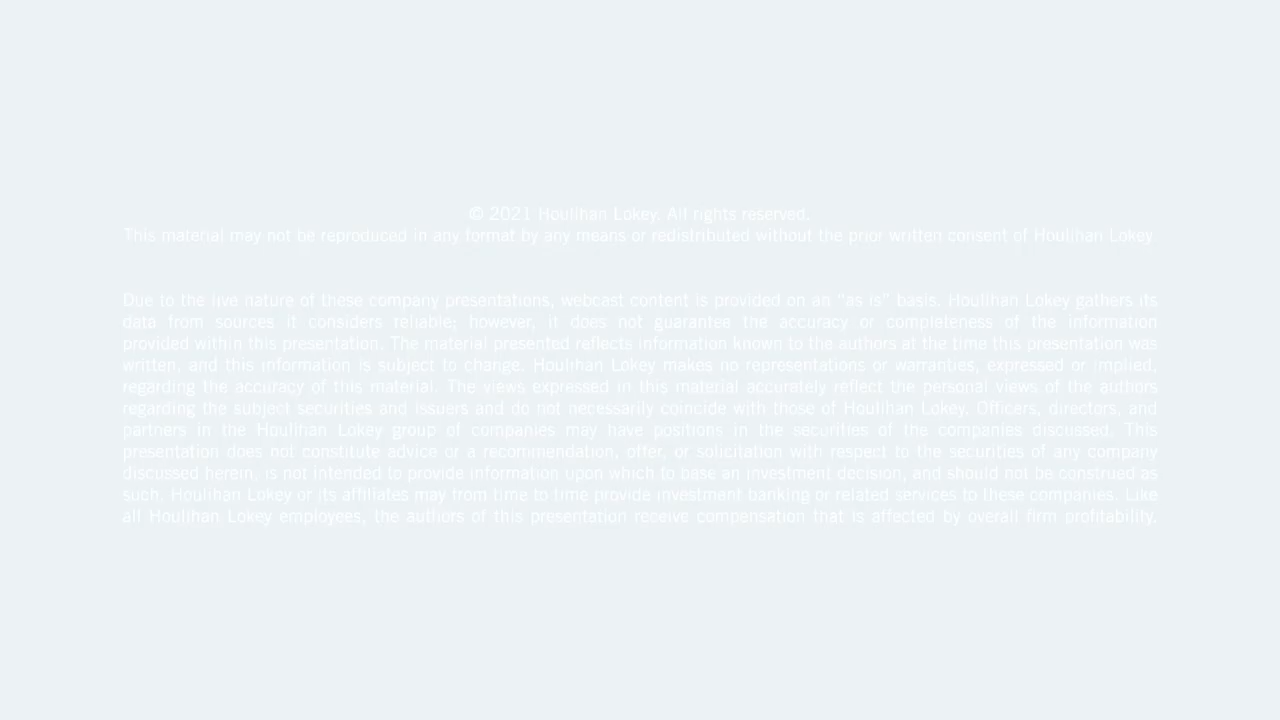 © 2021 Houlihan Lokey. All rights reserved.
This material may not be reproduced in any format by any means or redistributed without the prior written consent of Houlihan Lokey.
Due to the live nature of these company presentations, webcast content is provided on an "as is" basis. Houlihan Lokey gathers its
data from sources it considers reliable; however, it does not guarantee the accuracy or completeness of the information
provided within this presentation. The material presented reflects information known to the authors at the time this presentation was
written, and this information is subject to change. Houlihan Lokey makes no representations or warranties, expressed or implied,
regarding the accuracy of this material. The views expressed in this material accurately reflect the personal views of the authors
regarding the subject securities and issuers and do not necessarily coincide with those of Houlihan Lokey. Officers, directors, and
partners in the Houlihan Lokey group of companies may have positions in the securities of the companies discussed. This
presentation does not constitute advice or a recommendation, offer, or solicitation with respect to the securities of any company
discussed herein, is not intended to provide information upon which to base an investment decision, and should not be construed as
such. Houlihan Lokey or its affiliates may from time to time provide investment banking or related services to these companies. Like
all Houlihan Lokey employees, the authors of this presentation receive compensation that is affected by overall firm profitability.